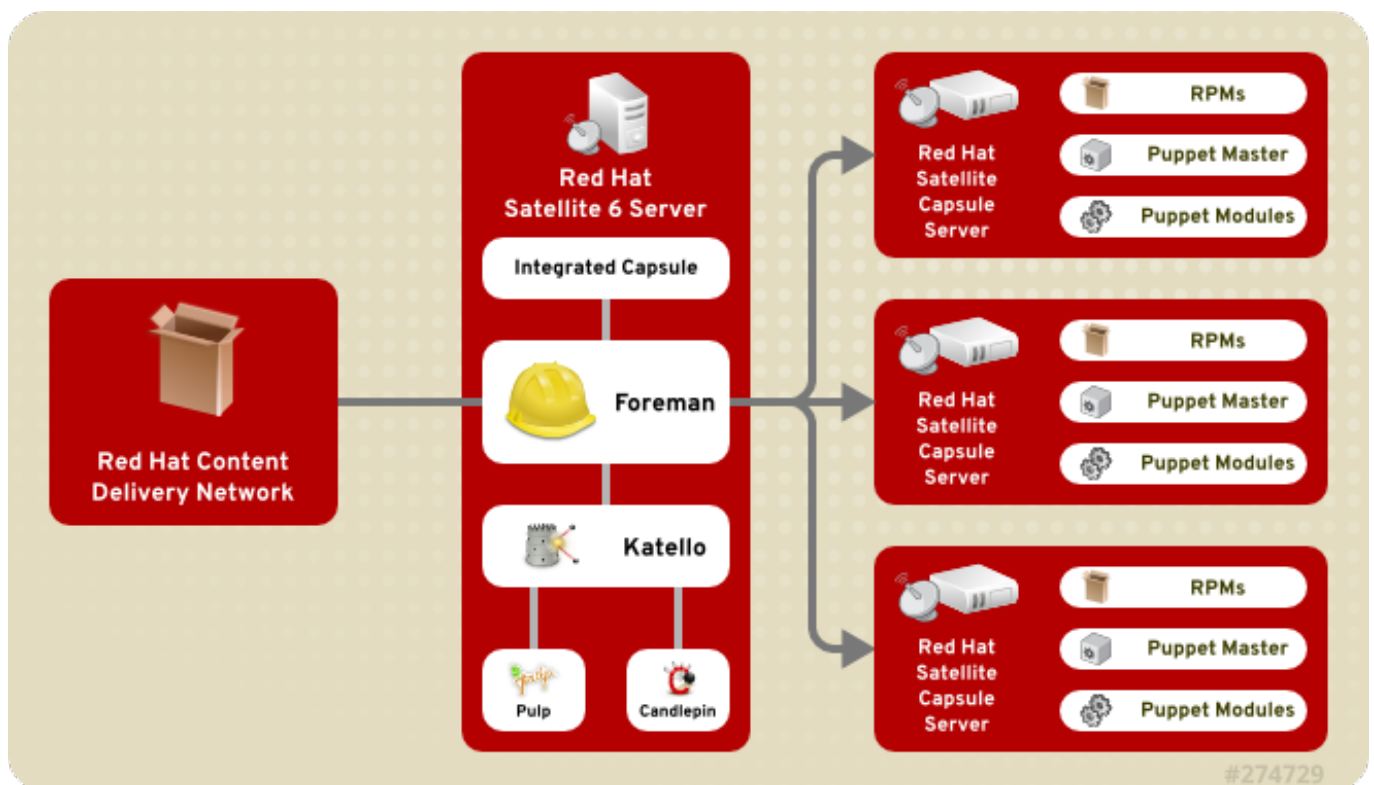 Red Hat Content
Delivery Network
Red Hat
Satellite 6 Server
Integrated Capsule
Foreman
Katello
Pulp
Candlepin
Red Hat
Satellite
Capsule
Server
RPMs
Puppet Master
Puppet Modules
Red Hat
Satellite
Capsule
Server
RPMs
Puppet Master
Puppet Modules
Red Hat
Satellite
Capsule
Server
RPMs
Puppet Master
Puppet Modules
#274729